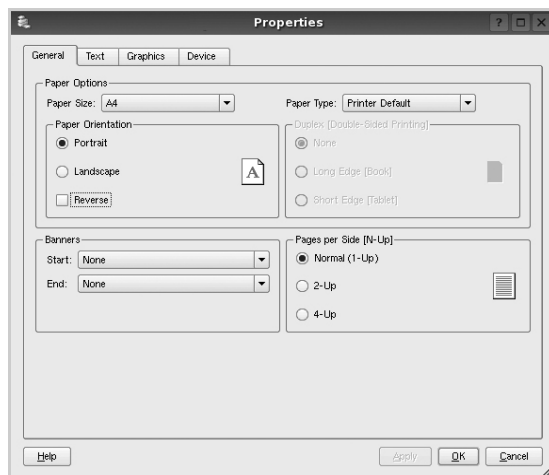 Properties
General Text Graphics Device
Paper Options
Paper Size: A4 Paper Type: Printer Default
Paper Orientation
Portrait
Landscape
A
Reverse
Duplex [Double-Sided Printing]
None
Long Edge [Book]
Short Edge [Tablet]
Banners
Start: None
End: None
Pages per Side [N-Up]
Normal (1-Up)
2-Up
4-Up
Help Apply OK Cancel